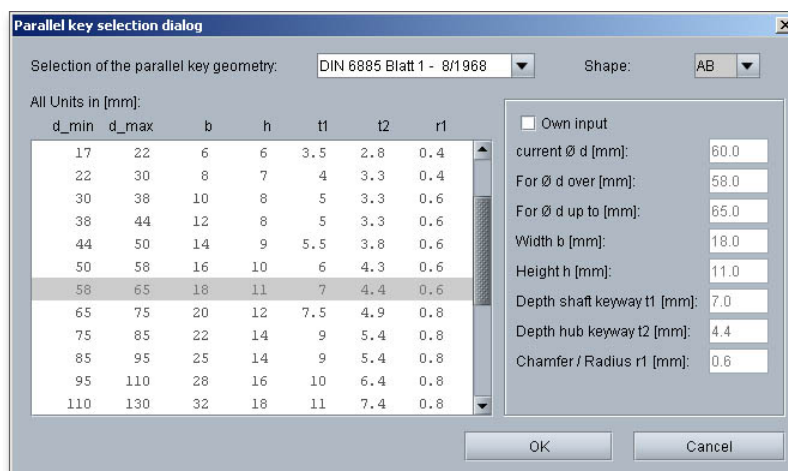 Parallel key selection dialog
Selection of the parallel key geometry: DIN 6885 Blatt 1 - 8/1968 Shape: AB
All Units in [mm]:
d_min d_max b h t1 t2 r1
17 22 6 6 3.5 2.8 0.4
22 30 8 7 4 3.3 0.4
30 38 10 8 5 3.3 0.6
38 44 12 8 5 3.3 0.6
44 50 14 9 5.5 3.8 0.6
50 58 16 10 6 4.3 0.6
58 65 18 11 7 4.4 0.6
65 75 20 12 7.5 4.9 0.8
75 85 22 14 9 5.4 0.8
85 95 25 14 9 5.4 0.8
95 110 28 16 10 6.4 0.8
110 130 32 18 11 7.4 0.8
Own input
current Ø d [mm]: 60.0
For Ø d over [mm]: 58.0
For Ø d up to [mm]: 65.0
Width b [mm]: 18.0
Height h [mm]: 11.0
Depth shaft keyway t1 [mm]: 7.0
Depth hub keyway t2 [mm]: 4.4
Chamfer / Radius r1 [mm]: 0.6
OK Cancel